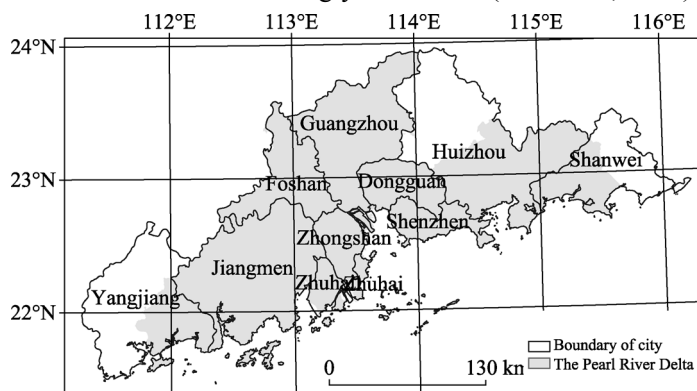 112°E 113°E 114°E 115°E 116°E
24°N
Guangzhou
Huizhou
Shanwei
23°N
Foshan
Dongguan
Shenzhen
Zhongshan
Jiangmen
Zhuhai
Zhuhai
Yangjiang
22°N
Boundary of city
The Pearl River Delta
0 130 kn